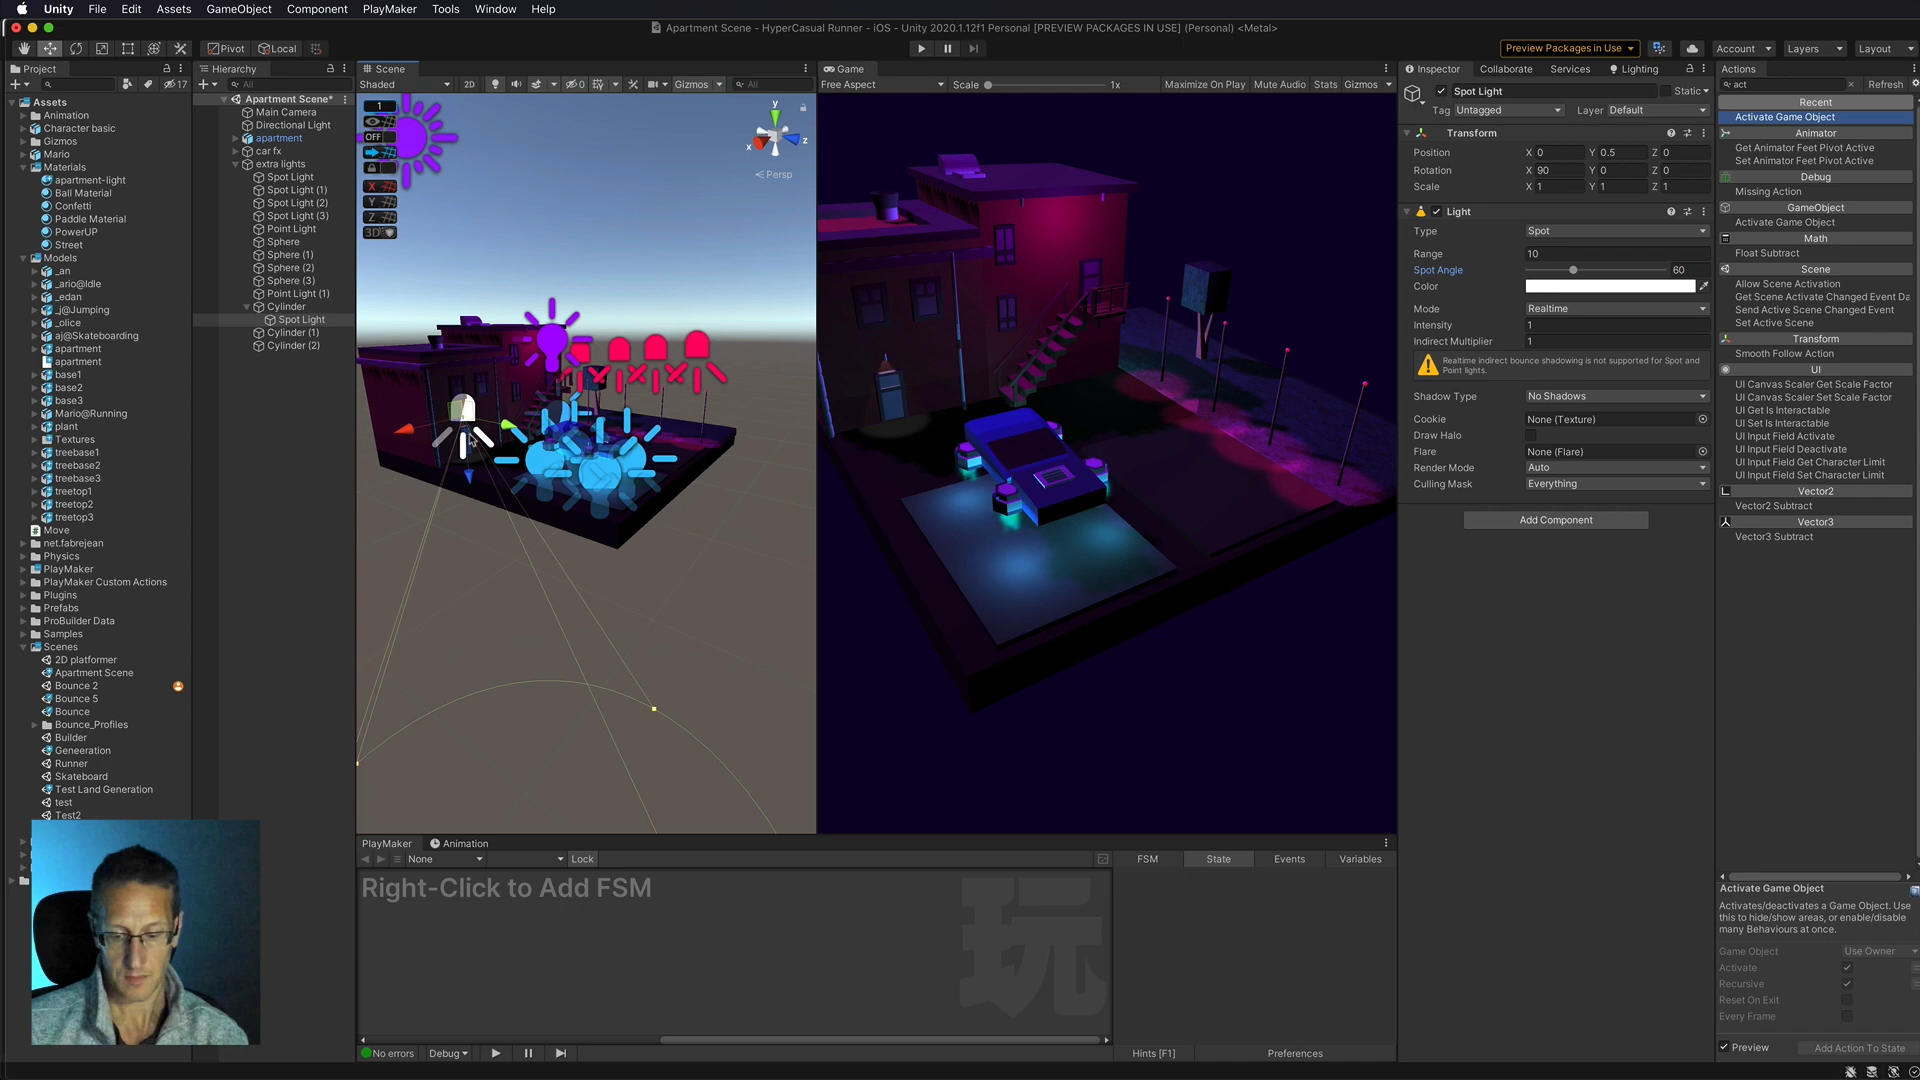 Unity File Edit Assets GameObject Component PlayMaker Tools Window Help
Apartment Scene - HyperCasual Runner - iOS - Unity 2020.1.12f1 Personal [PREVIEW PACKAGES IN USE] (Personal) <Metal>
Pivot Local Preview Packages in Use Account Layers Layout
Project
17
Assets
Animation
Character basic
Gizmos
Mario
Materials
apartment-light
Ball Material
Confetti
Paddle Material
PowerUP
Street
Models
_an
_ario@Idle
_edan
_j@Jumping
_olice
aj@Skateboarding
apartment
apartment
base1
base2
base3
Mario@Running
plant
Textures
treebase1
treebase2
treebase3
treetop1
treetop2
treetop3
Move
net.fabrejean
Physics
PlayMaker
PlayMaker Custom Actions
Plugins
Prefabs
ProBuilder Data
Samples
Scenes
2D platformer
Apartment Scene
Bounce 2
Bounce 5
Bounce
Bounce_Profiles
Builder
Geneeration
Runner
Skateboard
Test Land Generation
test
Test2
Hierarchy
All
Apartment Scene*
Main Camera
Directional Light
apartment
car fx
extra lights
Spot Light
Spot Light (1)
Spot Light (2)
Spot Light (3)
Point Light
Sphere
Sphere (1)
Sphere (2)
Sphere (3)
Point Light (1)
Cylinder
Spot Light
Cylinder (1)
Cylinder (2)
Scene
Shaded 2D 0 Gizmos All
1
OFF
X
Y
Z
3D
y
x
z
Persp
Game
Free Aspect Scale 1x Maximize On Play Mute Audio Stats Gizmos
Inspector Collaborate Services Lighting
Spot Light Static
Tag Untagged Layer Default
Transform
Position X 0 Y 0.5 Z 0
Rotation X 90 Y 0 Z 0
Scale X 1 Y 1 Z 1
Light
Type Spot
Range 10
Spot Angle 60
Color
Mode Realtime
Intensity 1
Indirect Multiplier 1
Realtime indirect bounce shadowing is not supported for Spot and
Point lights.
Shadow Type No Shadows
Cookie None (Texture)
Draw Halo
Flare None (Flare)
Render Mode Auto
Culling Mask Everything
Add Component
Actions
act Refresh
Recent
Activate Game Object
Animator
Get Animator Feet Pivot Active
Set Animator Feet Pivot Active
Debug
Missing Action
GameObject
Activate Game Object
Math
Float Subtract
Scene
Allow Scene Activation
Get Scene Activate Changed Event Da
Send Active Scene Changed Event
Set Active Scene
Transform
Smooth Follow Action
UI
UI Canvas Scaler Get Scale Factor
UI Canvas Scaler Set Scale Factor
UI Get Is Interactable
UI Set Is Interactable
UI Input Field Activate
UI Input Field Deactivate
UI Input Field Get Character Limit
UI Input Field Set Character Limit
Vector2
Vector2 Subtract
Vector3
Vector3 Subtract
Activate Game Object
Activates/deactivates a Game Object. Use
this to hide/show areas, or enable/disable
many Behaviours at once.
Game Object Use Owner
Activate
Recursive
Reset On Exit
Every Frame
Preview Add Action To State
PlayMaker Animation
None Lock FSM State Events Variables
Right-Click to Add FSM
玩
No errors Debug Hints [F1] Preferences